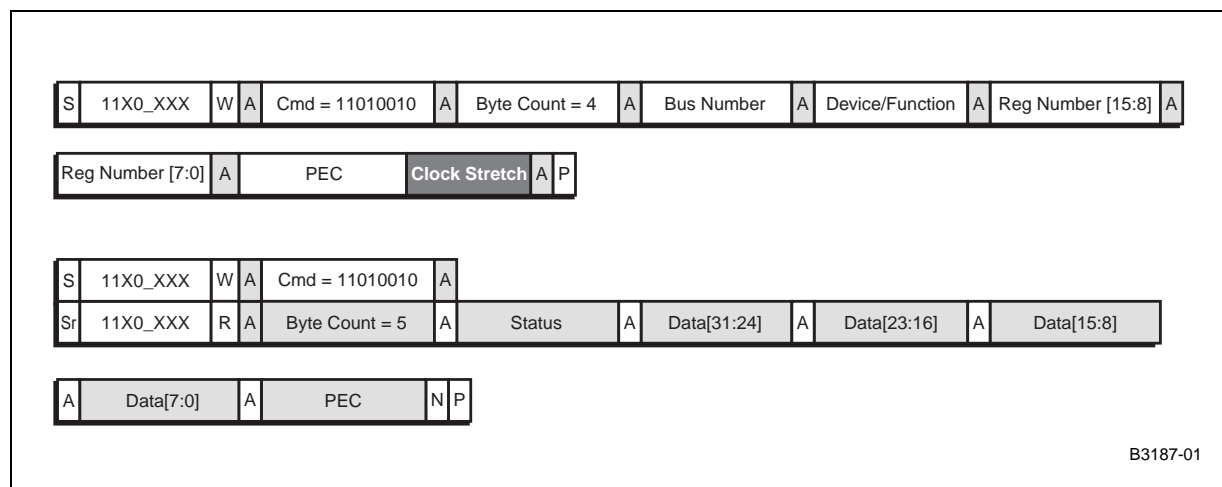 S 11X0_XXX W A Cmd = 11010010 A Byte Count = 4 A Bus Number A Device/Function A Reg Number [15:8] A
Reg Number [7:0] A PEC Clock Stretch A P
S 11X0_XXX W A Cmd = 11010010 A
Sr 11X0_XXX R A Byte Count = 5 A Status A Data[31:24] A Data[23:16] A Data[15:8]
A Data[7:0] A PEC N P
B3187-01